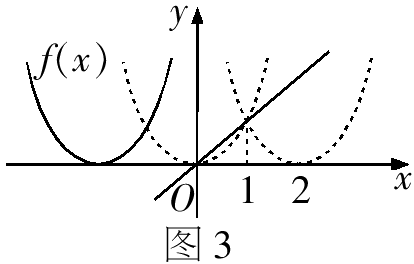 y
f(x)
O 1 2 x
图 3